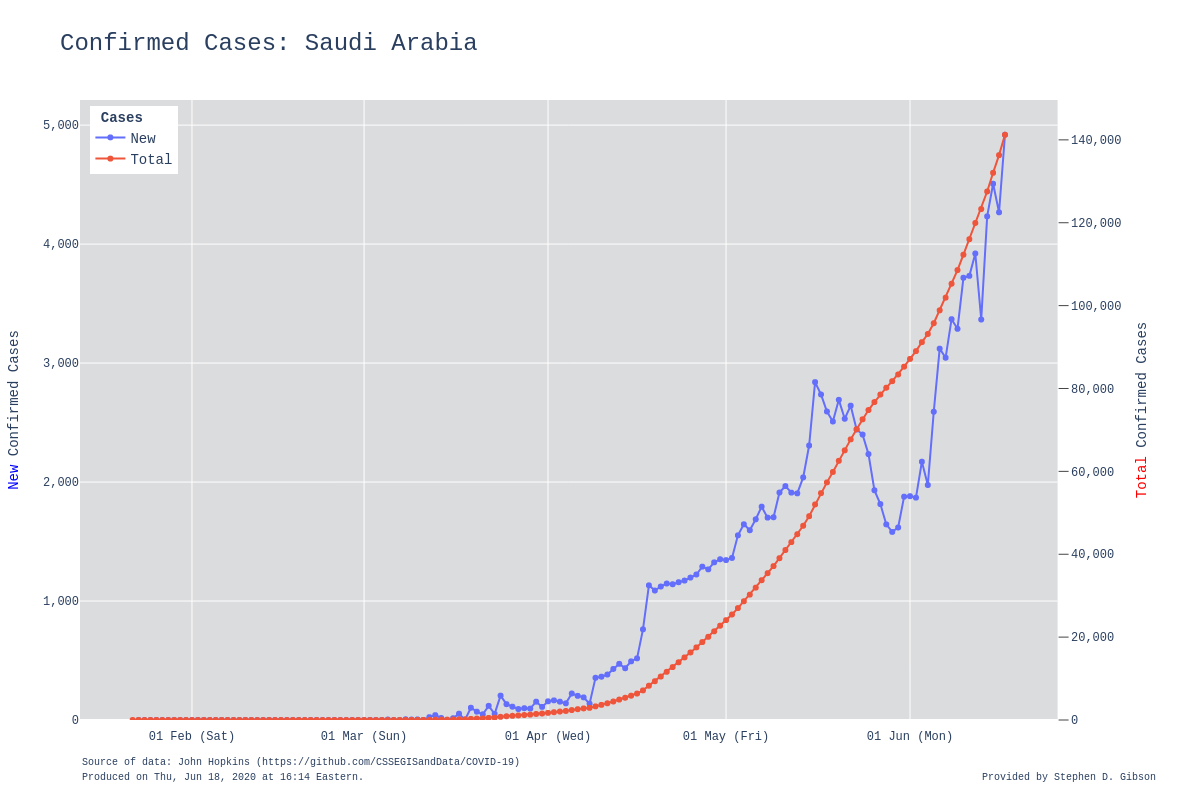 Confirmed Cases: Saudi Arabia
Cases
New
Total
5,000
4,000
3,000
2,000
1,000
0
140,000
120,000
100,000
80,000
60,000
40,000
20,000
0
New Confirmed Cases
Total Confirmed Cases
01 Feb (Sat)
01 Mar (Sun)
01 Apr (Wed)
01 May (Fri)
01 Jun (Mon)
Source of data: John Hopkins (https://github.com/CSSEGISandData/COVID-19)
Produced on Thu, Jun 18, 2020 at 16:14 Eastern.
Provided by Stephen D. Gibson